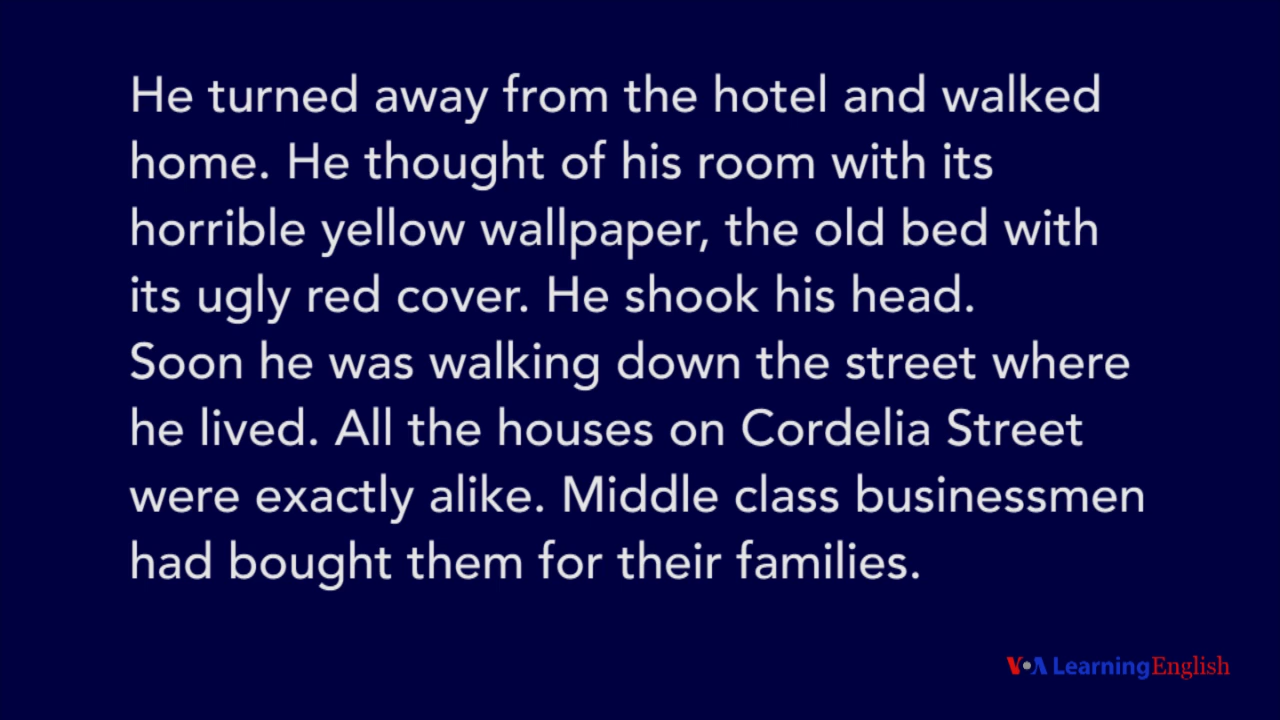 He turned away from the hotel and walked
home. He thought of his room with its
horrible yellow wallpaper, the old bed with
its ugly red cover. He shook his head.
Soon he was walking down the street where
he lived. All the houses on Cordelia Street
were exactly alike. Middle class businessmen
had bought them for their families.
VOA Learning English